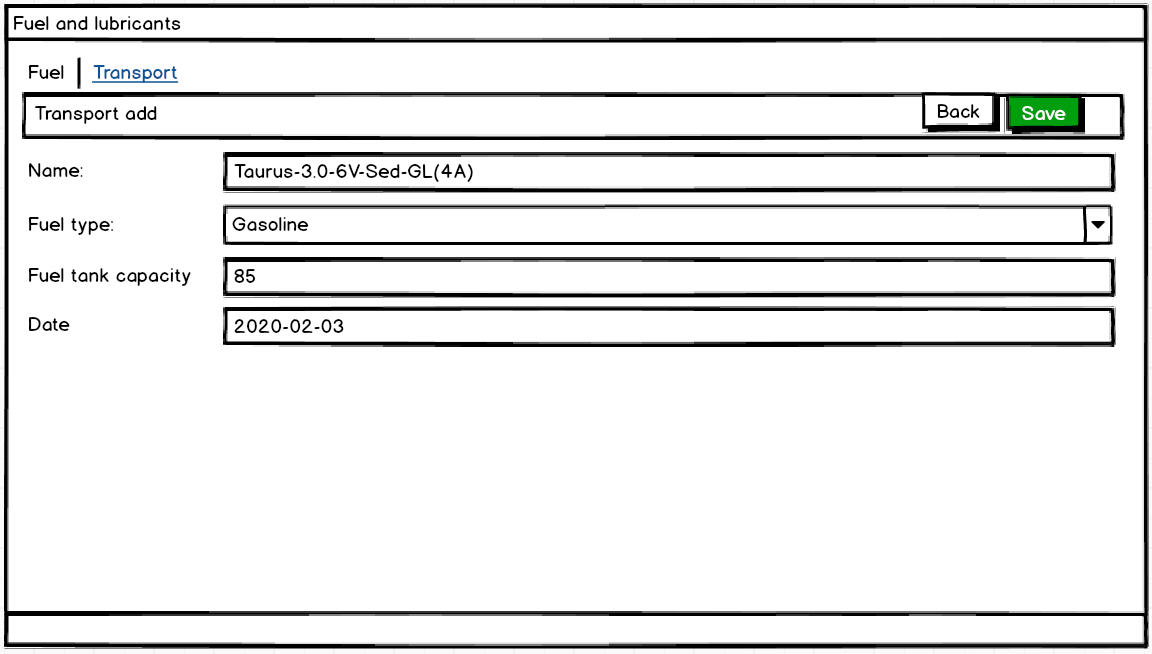 Fuel and lubricants
Fuel | Transport
Transport add Back Save
Name: Taurus-3.0-6V-Sed-GL(4A)
Fuel type: Gasoline
Fuel tank capacity 85
Date 2020-02-03